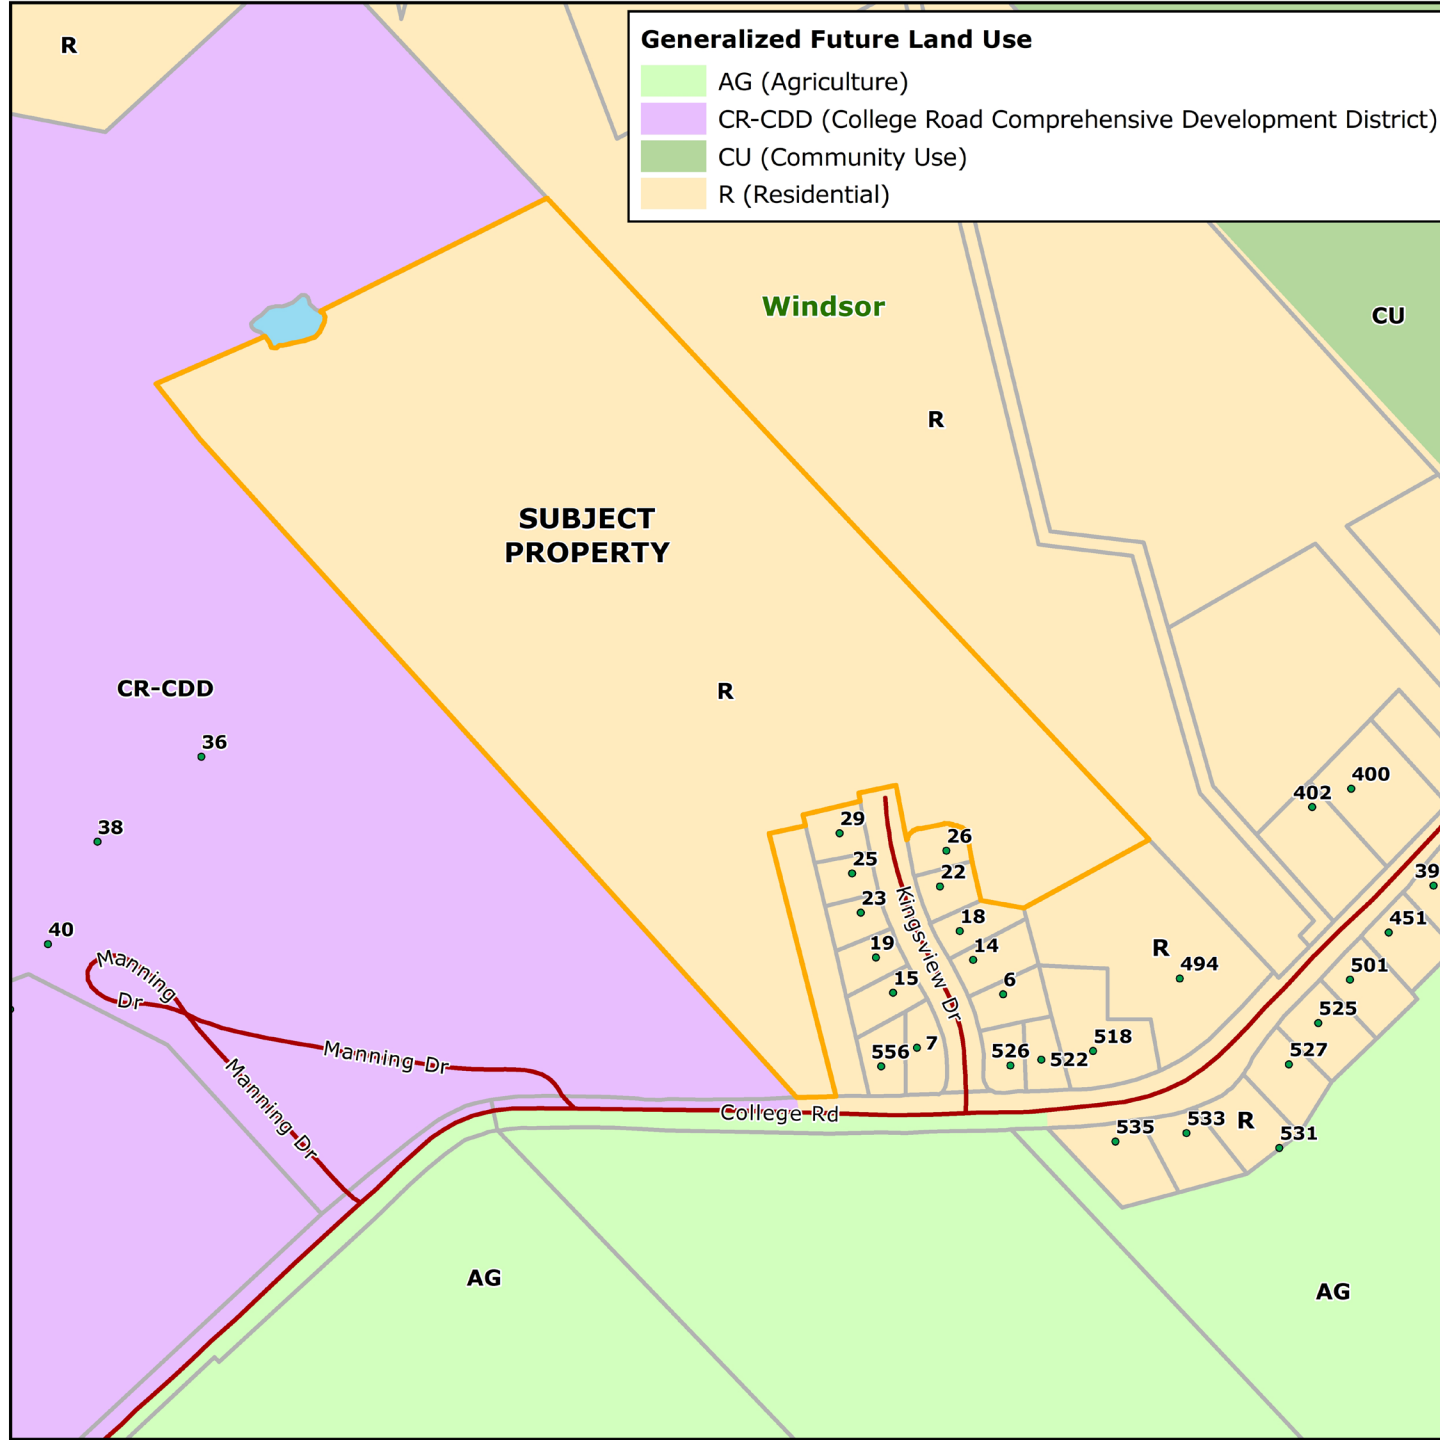 R
Generalized Future Land Use
AG (Agriculture)
CR-CDD (College Road Comprehensive Development District)
CU (Community Use)
R (Residential)
Windsor
CU
R
SUBJECT
PROPERTY
R
CR-CDD
36
38
40
29
25
23
19
15
7
556
26
22
18
14
6
526
522
518
R
494
402
400
39
451
501
525
527
R
531
533
535
Kingsview Dr
Manning
Dr
Manning Dr
Manning Dr
College Rd
AG
AG